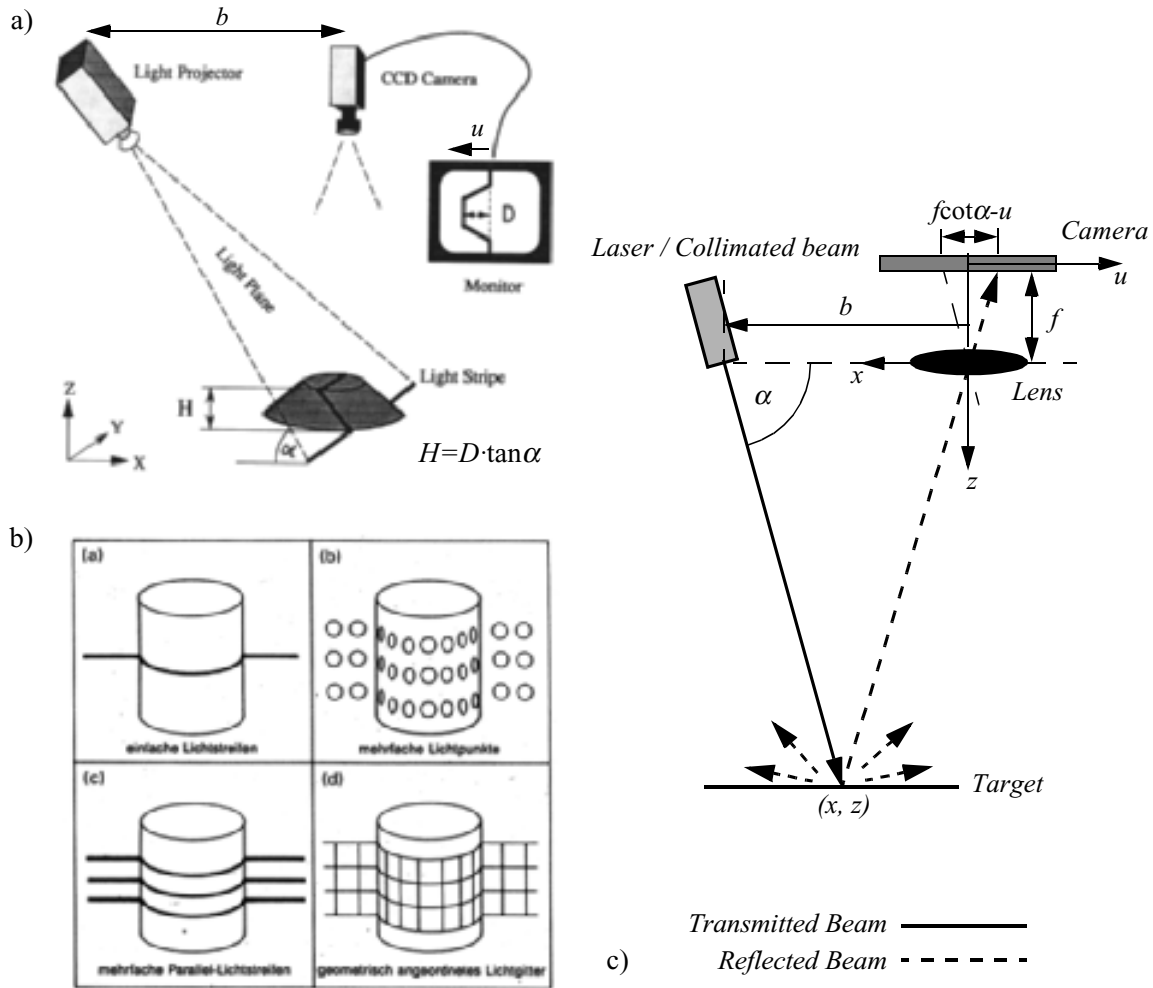 a)
b
Light Projector
CCD Camera
u
D
Monitor
Light Plane
Light Stripe
H
Z
Y
X
α
H=D·tanα
b)
(a)
einfache Lichtstreifen
(b)
mehrfache Lichtpunkte
(c)
mehrfache Parallel-Lichtstreifen
(d)
geometrisch angeordnetes Lichtgitter
fcotα-u
Laser / Collimated beam
Camera
u
b
f
x
Lens
α
z
Target
(x, z)
Transmitted Beam
c)
Reflected Beam